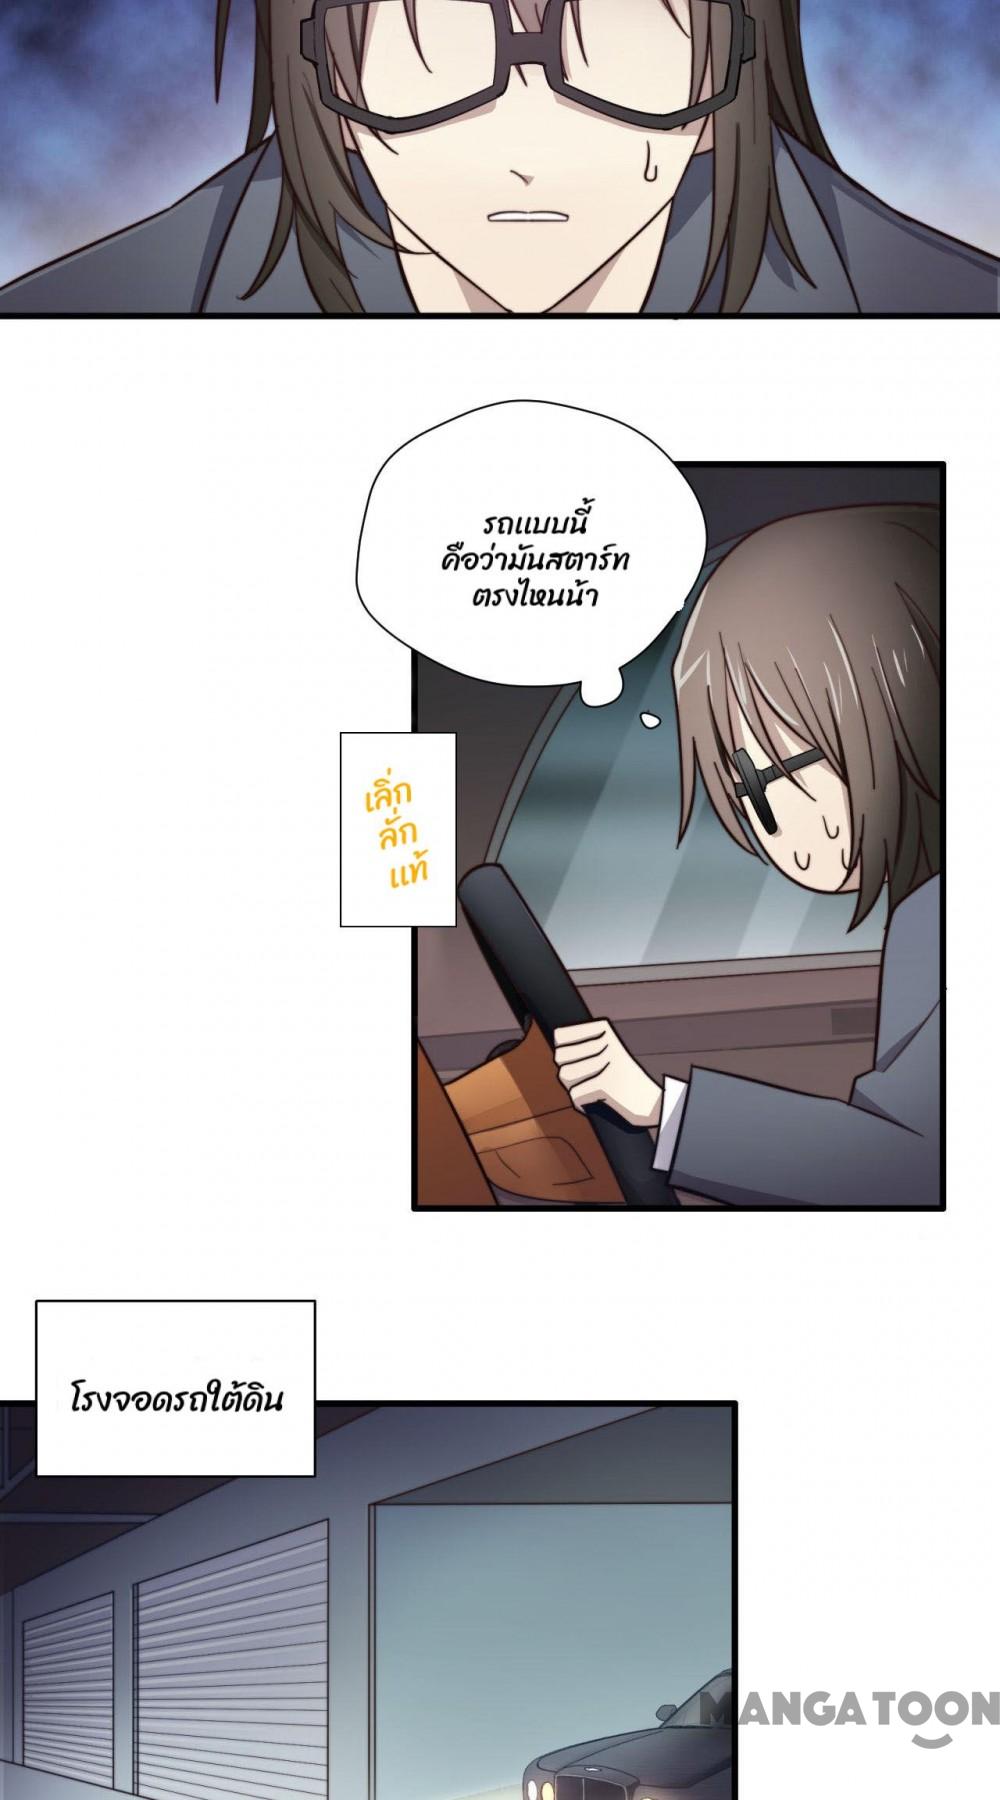 รถแบบนี้
คือว่ามันสตาร์ท
ตรงไหนน้า
เลิ่ก
ลั่ก
แท้
โรงจอดรถใต้ดิน
MANGATOON